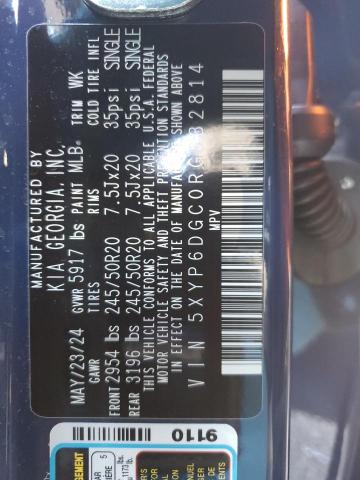 MANUFACTURED BY
KIA GEORGIA, INC.
MAY/23/24 GVWR 5917 lbs PAINT MLB. TRIM WK
GAWR TIRES RIMS COLD TIRE INFL
FRONT 2954 lbs 245/50R20 7.5Jx20 35psi SINGLE
REAR 3196 lbs 245/50R20 7.5Jx20 35psi SINGLE
THIS VEHICLE CONFORMS TO ALL APPLICABLE U.S.A. FEDERAL
MOTOR VEHICLE SAFETY AND THEFT PREVENTION STANDARDS
IN EFFECT ON THE DATE OF MANUFACTURE SHOWN ABOVE
VIN
MPV
9110